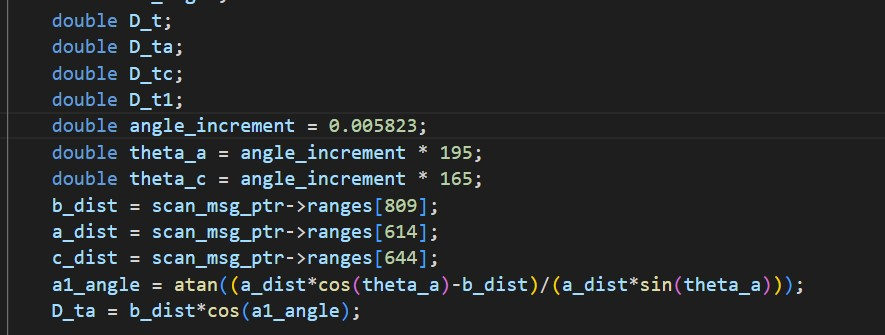 double D_t;
double D_ta;
double D_tc;
double D_t1;
double angle_increment = 0.005823;
double theta_a = angle_increment * 195;
double theta_c = angle_increment * 165;
b_dist = scan_msg_ptr->ranges[809];
a_dist = scan_msg_ptr->ranges[614];
c_dist = scan_msg_ptr->ranges[644];
a1_angle = atan((a_dist*cos(theta_a)-b_dist)/(a_dist*sin(theta_a)));
D_ta = b_dist*cos(a1_angle);